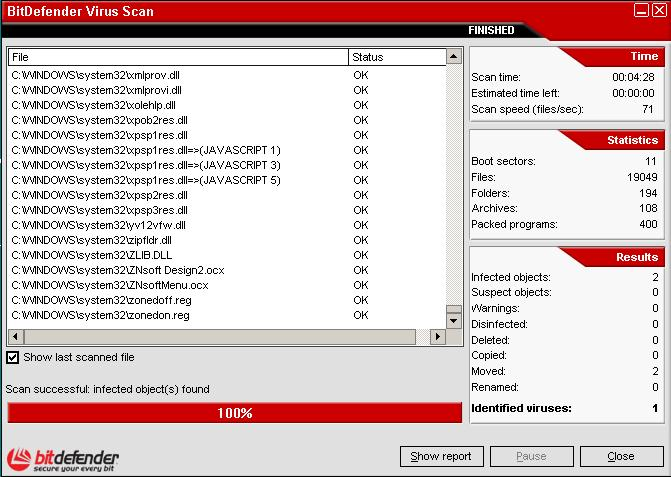 BitDefender Virus Scan
FINISHED
File Status
C:\WINDOWS\system32\xmlprov.dll OK
C:\WINDOWS\system32\xmlprovi.dll OK
C:\WINDOWS\system32\xolehlp.dll OK
C:\WINDOWS\system32\xpob2res.dll OK
C:\WINDOWS\system32\xpsp1res.dll OK
C:\WINDOWS\system32\xpsp1res.dll=>(JAVASCRIPT 1) OK
C:\WINDOWS\system32\xpsp1res.dll=>(JAVASCRIPT 3) OK
C:\WINDOWS\system32\xpsp1res.dll=>(JAVASCRIPT 5) OK
C:\WINDOWS\system32\xpsp2res.dll OK
C:\WINDOWS\system32\xpsp3res.dll OK
C:\WINDOWS\system32\yv12vfw.dll OK
C:\WINDOWS\system32\zipfldr.dll OK
C:\WINDOWS\system32\ZLIB.DLL OK
C:\WINDOWS\system32\ZNsoft Design2.ocx OK
C:\WINDOWS\system32\ZNsoftMenu.ocx OK
C:\WINDOWS\system32\zonedoff.reg OK
C:\WINDOWS\system32\zonedon.reg OK
Show last scanned file
Scan successful: infected object(s) found
100%
Time
Scan time: 00:04:28
Estimated time left: 00:00:00
Scan speed (files/sec): 71
Statistics
Boot sectors: 11
Files: 19049
Folders: 194
Archives: 108
Packed programs: 400
Results
Infected objects: 2
Suspect objects: 0
Warnings: 0
Disinfected: 0
Deleted: 0
Copied: 0
Moved: 2
Renamed: 0
Identified viruses: 1
bitdefender
secure your every bit
Show report Pause Close